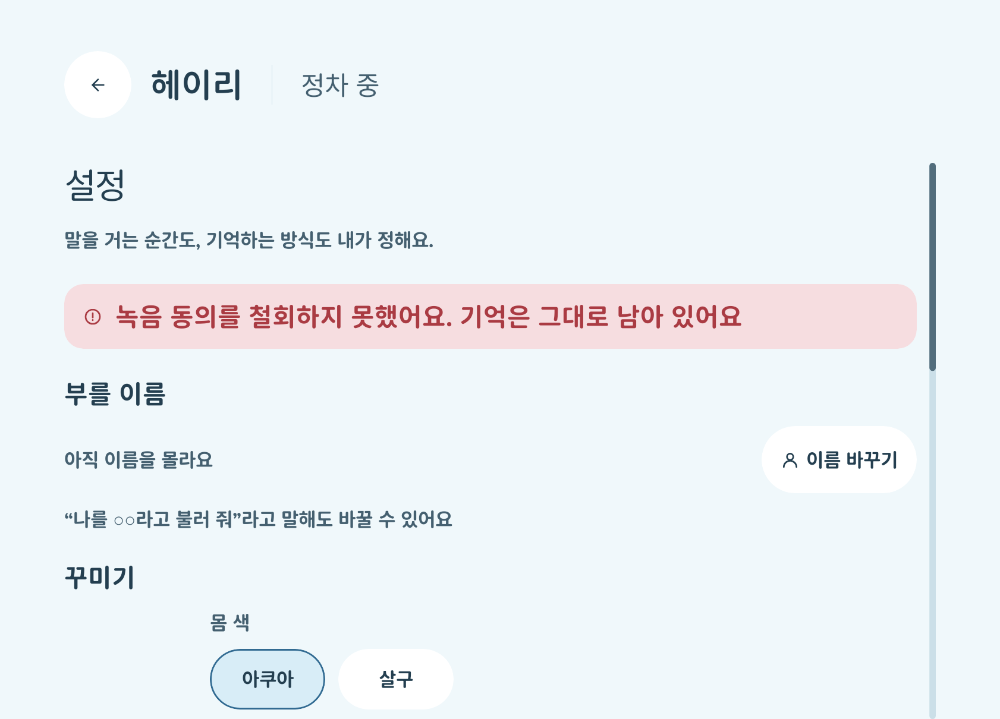 헤이리
정차 중
설정
말을 거는 순간도, 기억하는 방식도 내가 정해요.
녹음 동의를 철회하지 못했어요. 기억은 그대로 남아 있어요
부를 이름
아직 이름을 몰라요
이름 바꾸기
“나를 ○○라고 불러 줘”라고 말해도 바꿀 수 있어요
꾸미기
몸 색
아쿠아
살구